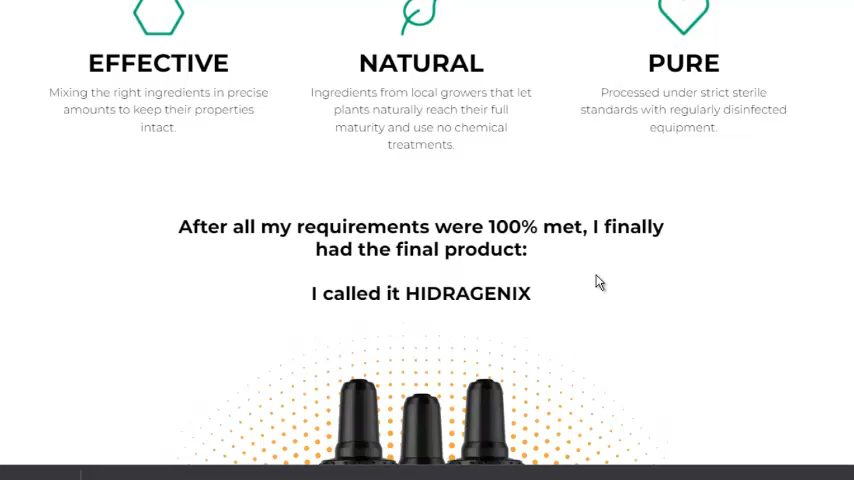 EFFECTIVE
Mixing the right ingredients in precise
amounts to keep their properties
intact.
NATURAL
Ingredients from local growers that let
plants naturally reach their full
maturity and use no chemical
treatments.
PURE
Processed under strict sterile
standards with regularly disinfected
equipment.
After all my requirements were 100% met, I finally
had the final product:
I called it HIDRAGENIX